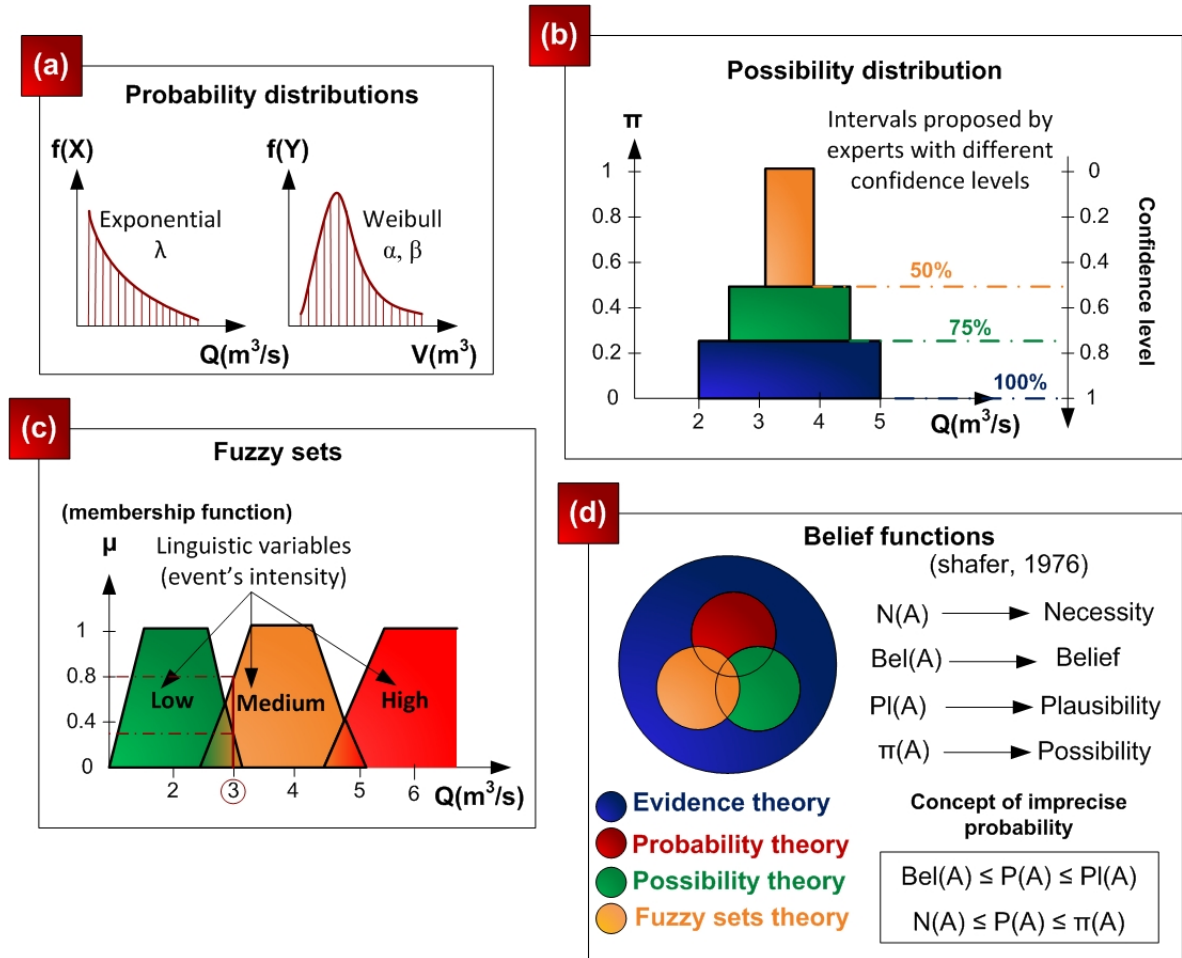 (a)
Probability distributions
f(X)
f(Y)
Exponential
λ
Weibull
α, β
Q(m³/s)
V(m³)
(b)
Possibility distribution
π
Intervals proposed by
experts with different
confidence levels
1
0.8
0.6
0.4
0.2
0
0
0.2
0.4
0.6
0.8
1
Confidence level
50%
75%
100%
2
3
4
5
Q(m³/s)
(c)
Fuzzy sets
(membership function)
μ
Linguistic variables
(event's intensity)
1
0.8
0.4
0
Low
Medium
High
2
3
4
5
6
Q(m³/s)
(d)
Belief functions
(shafer, 1976)
N(A)
Necessity
Bel(A)
Belief
Pl(A)
Plausibility
π(A)
Possibility
Evidence theory
Probability theory
Possibility theory
Fuzzy sets theory
Concept of imprecise
probability
Bel(A) ≤ P(A) ≤ Pl(A)
N(A) ≤ P(A) ≤ π(A)